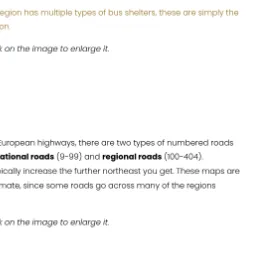 egion has multiple types of bus shelters, these are simply the
on.
on the image to enlarge it.
European highways, there are two types of numbered roads
ational roads (9-99) and regional roads (100-404).
ically increase the further northeast you get. These maps are
mate, since some roads go across many of the regions
on the image to enlarge it.